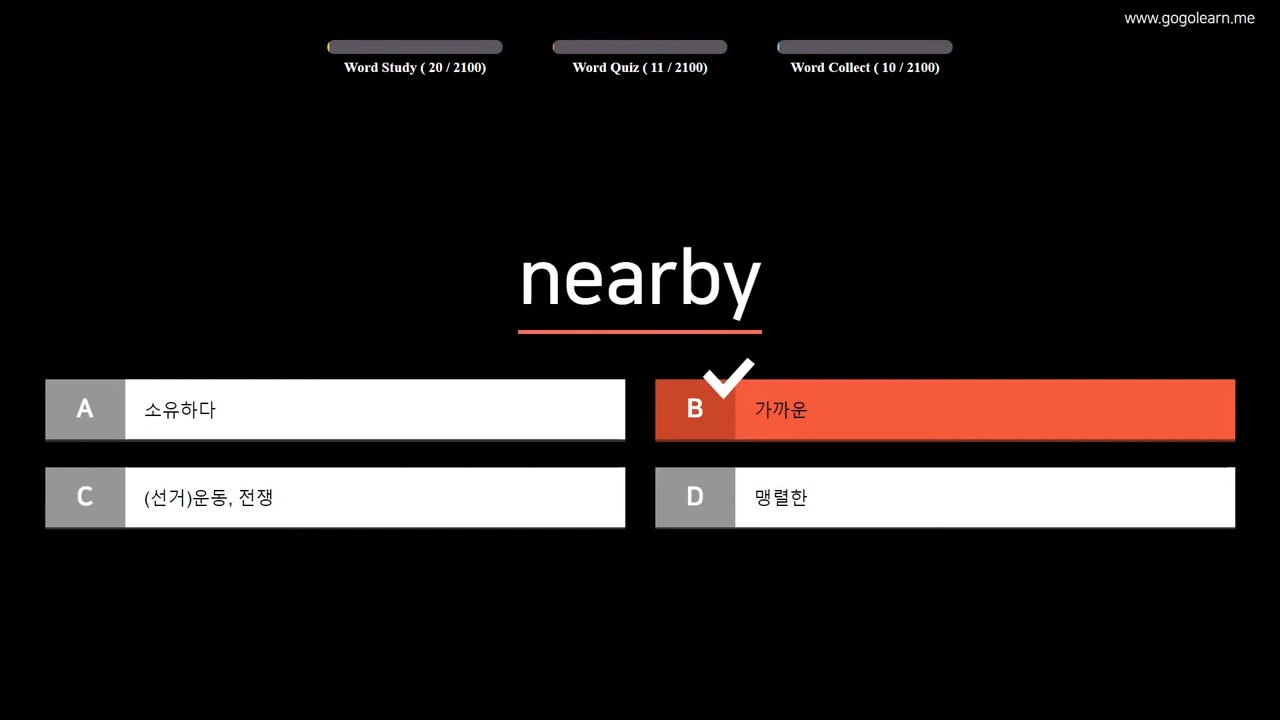 www.gogolearn.me
Word Study ( 20 / 2100)
Word Quiz ( 11 / 2100)
Word Collect ( 10 / 2100)
nearby
A 소유하다
B 가까운
C (선거)운동, 전쟁
D 맹렬한